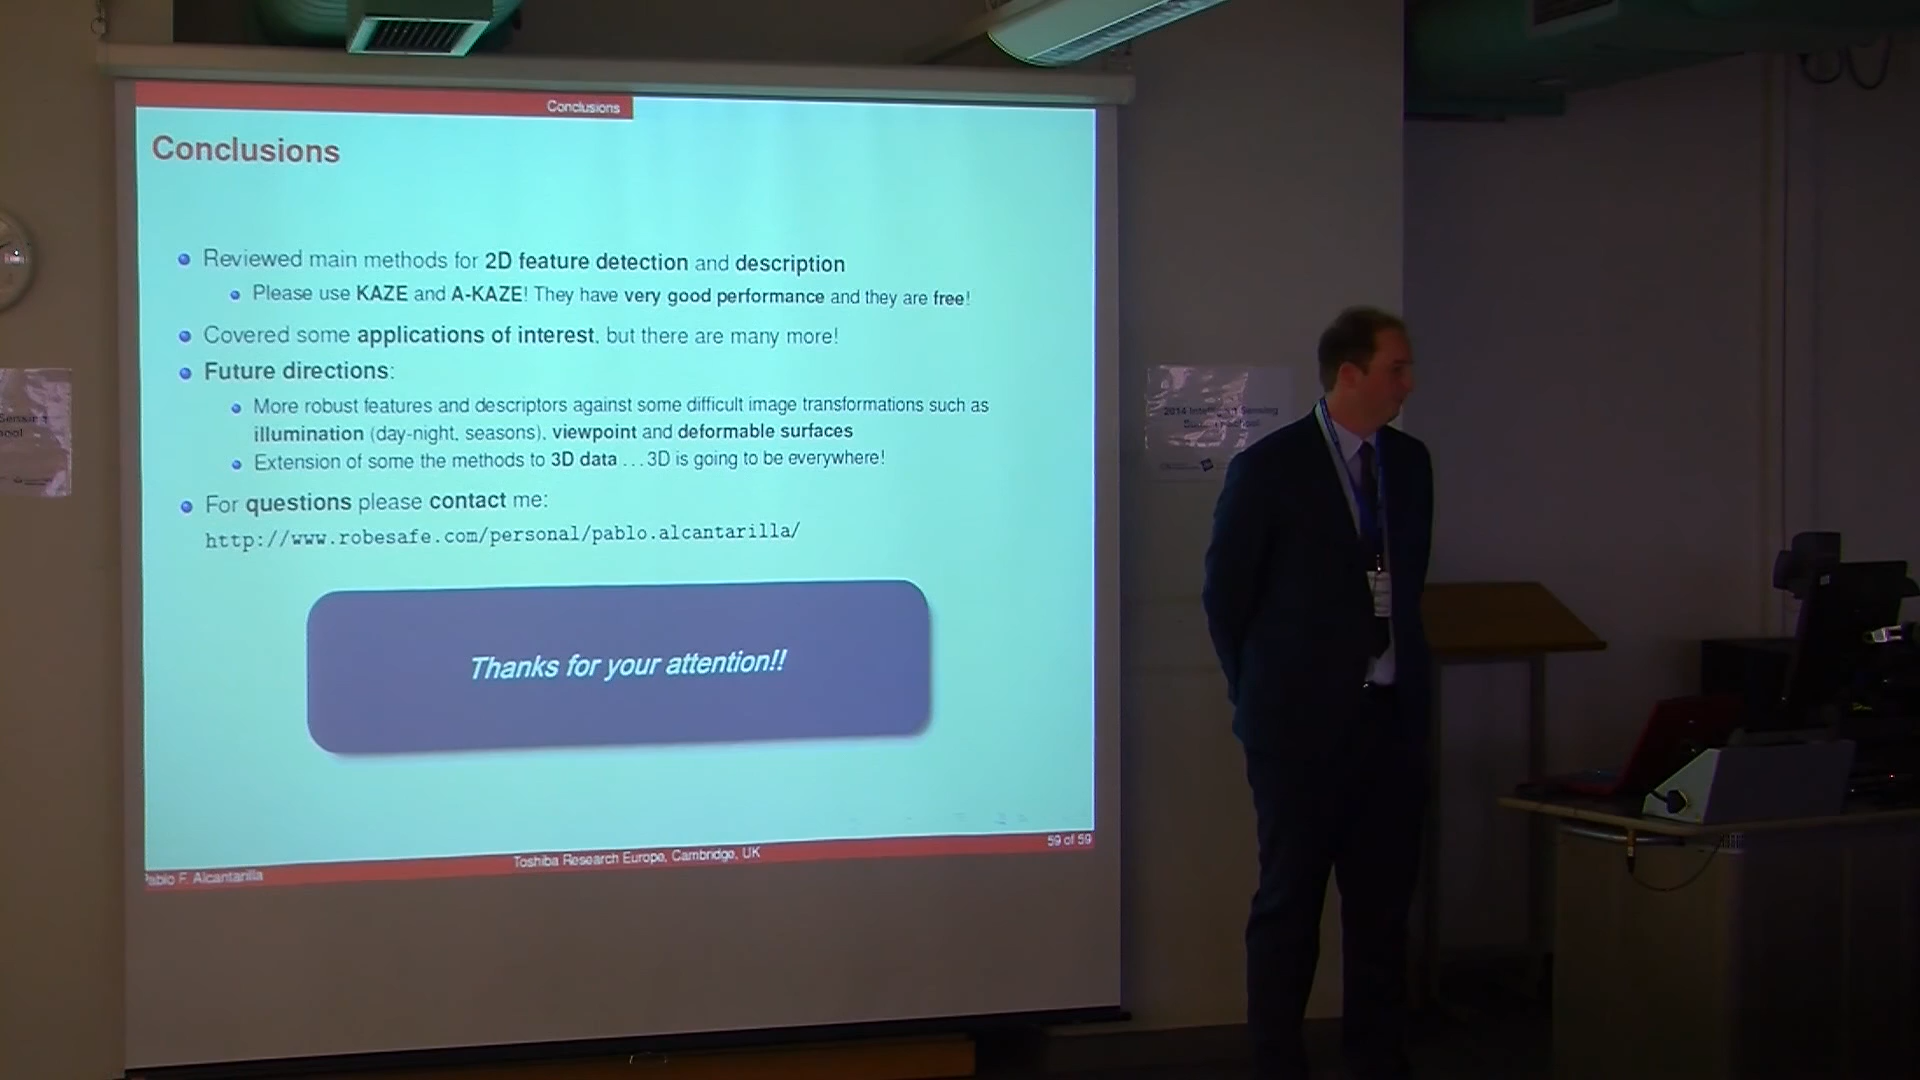 Conclusions
Conclusions
Reviewed main methods for 2D feature detection and description
Please use KAZE and A-KAZE! They have very good performance and they are free!
Covered some applications of interest, but there are many more!
Future directions:
More robust features and descriptors against some difficult image transformations such as
illumination (day-night, seasons), viewpoint and deformable surfaces
Extension of some the methods to 3D data ...3D is going to be everywhere!
For questions please contact me:
http://www.robesafe.com/personal/pablo.alcantarilla/
Thanks for your attention!!
Pablo F. Alcantarilla
Toshiba Research Europe, Cambridge, UK
59 of 59
Sensing
2014 Intelligent Sensing